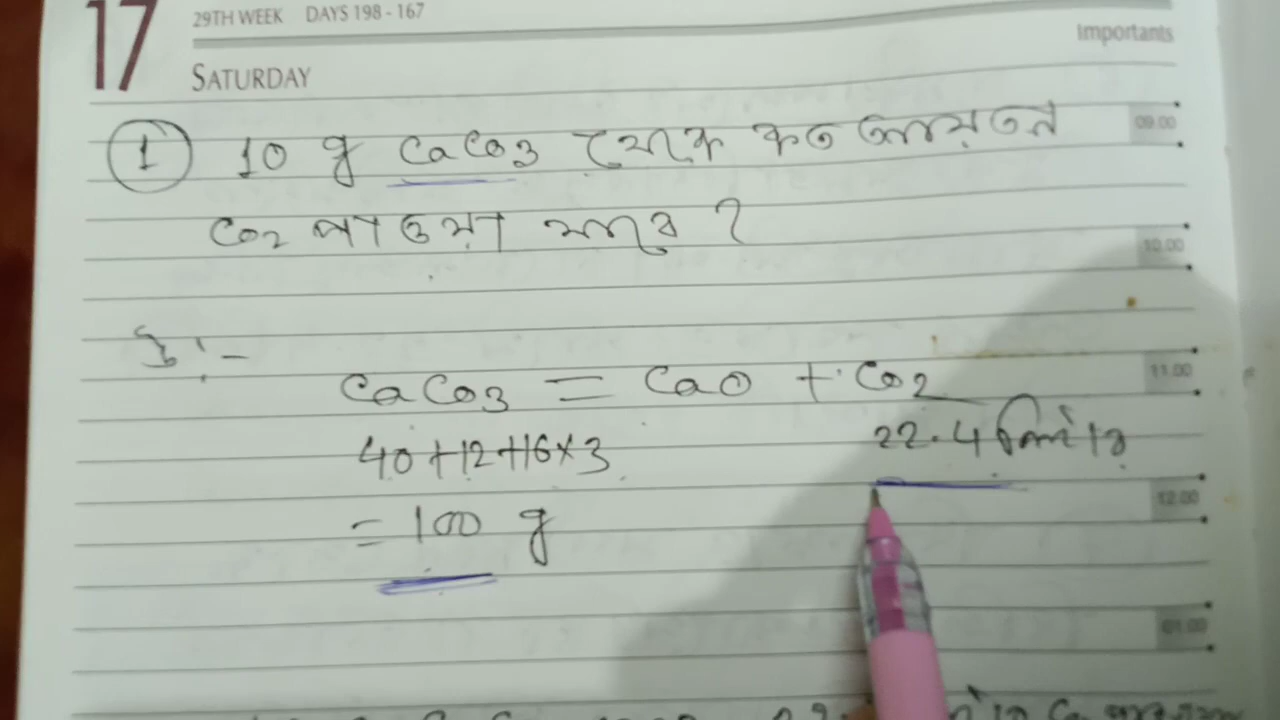 17
29TH WEEK DAYS 198 - 167
Importants
SATURDAY
① 10 g CaCO3 থেকে কত আয়তন
09.00
CO2 পাওয়া যাবে ?
10.00
CaCO3 = CaO + CO2
11.00
40+12+16×3 22.4 লিটার
12.00
= 100 g
01.00